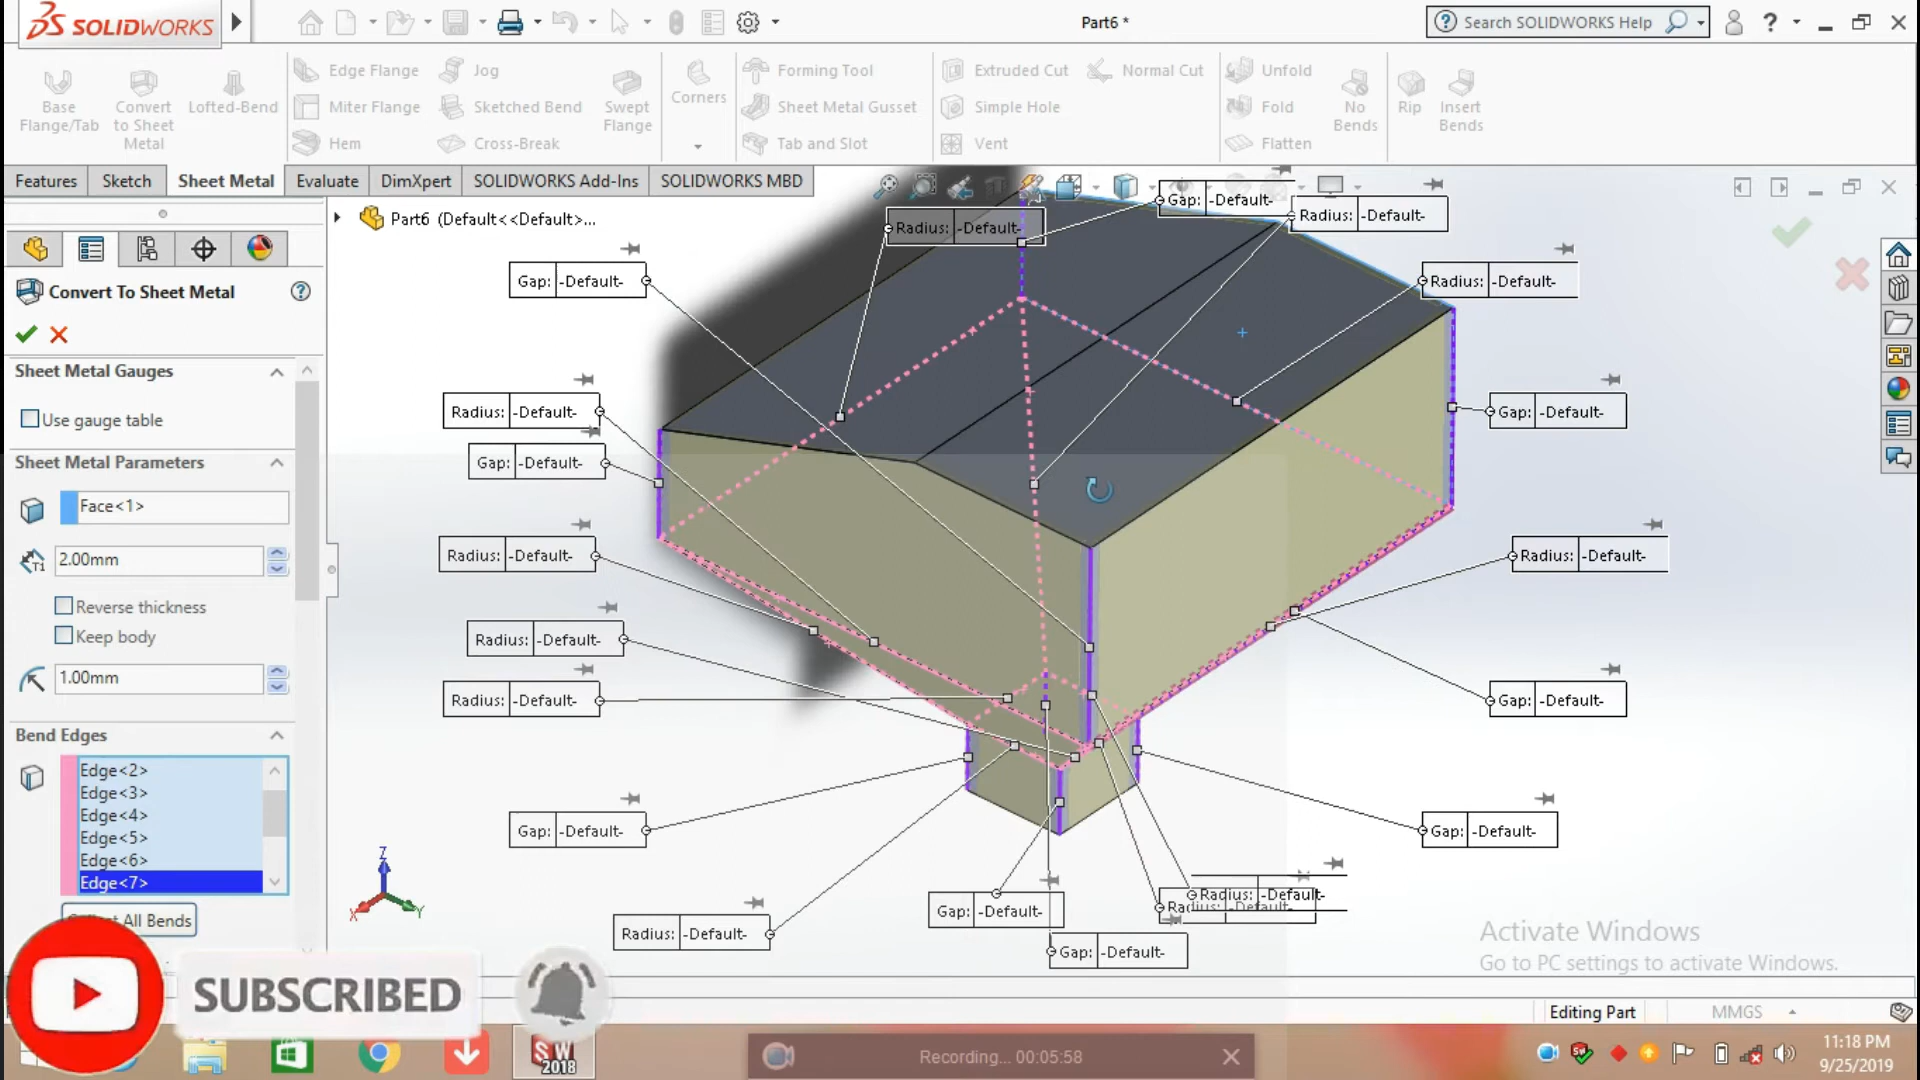 SOLIDWORKS
Part6 *
Search SOLIDWORKS Help
Base Flange/Tab
Convert to Sheet Metal
Lofted-Bend
Edge Flange
Miter Flange
Hem
Jog
Sketched Bend
Cross-Break
Swept Flange
Corners
Forming Tool
Sheet Metal Gusset
Tab and Slot
Extruded Cut
Simple Hole
Vent
Normal Cut
Unfold
Fold
Flatten
No Bends
Rip
Insert Bends
Features
Sketch
Sheet Metal
Evaluate
DimXpert
SOLIDWORKS Add-Ins
SOLIDWORKS MBD
Part6 (Default<<Default>...
Convert To Sheet Metal
Sheet Metal Gauges
Use gauge table
Sheet Metal Parameters
Face<1>
2.00mm
Reverse thickness
Keep body
1.00mm
Bend Edges
Edge<2>
Edge<3>
Edge<4>
Edge<5>
Edge<6>
Edge<7>
All Bends
Gap: -Default-
Radius: -Default-
Radius: -Default-
Gap: -Default-
Radius: -Default-
Radius: -Default-
Gap: -Default-
Gap: -Default-
Radius: -Default-
Radius: -Default-
Radius: -Default-
Radius: -Default-
Gap: -Default-
Gap: -Default-
Gap: -Default-
Radius: -Default-
Gap: -Default-
Radius: -Default-
Radius: -Default-
Radius: -Default-
Gap: -Default-
Z
X
Y
Activate Windows
Go to PC settings to activate Windows.
SUBSCRIBED
Editing Part
MMGS
SW 2018
Recording... 00:05:58
11:18 PM
9/25/2019